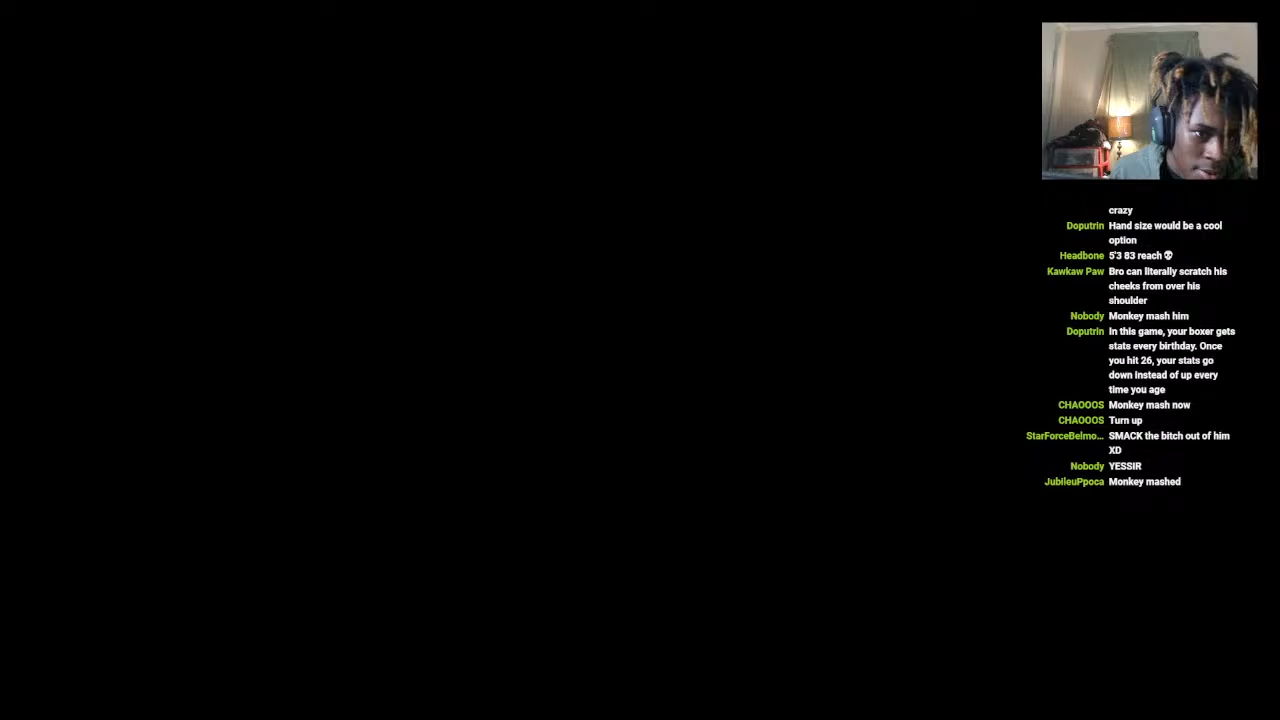 crazy
Doputrin Hand size would be a cool
option
Headbone 5'3 83 reach 💀
Kawkaw Paw Bro can literally scratch his
cheeks from over his
shoulder
Nobody Monkey mash him
Doputrin In this game, your boxer gets
stats every birthday. Once
you hit 26, your stats go
down instead of up every
time you age
CHAOOOS Monkey mash now
CHAOOOS Turn up
StarForceBelmo... SMACK the bitch out of him
XD
Nobody YESSIR
JubileuPpoca Monkey mashed